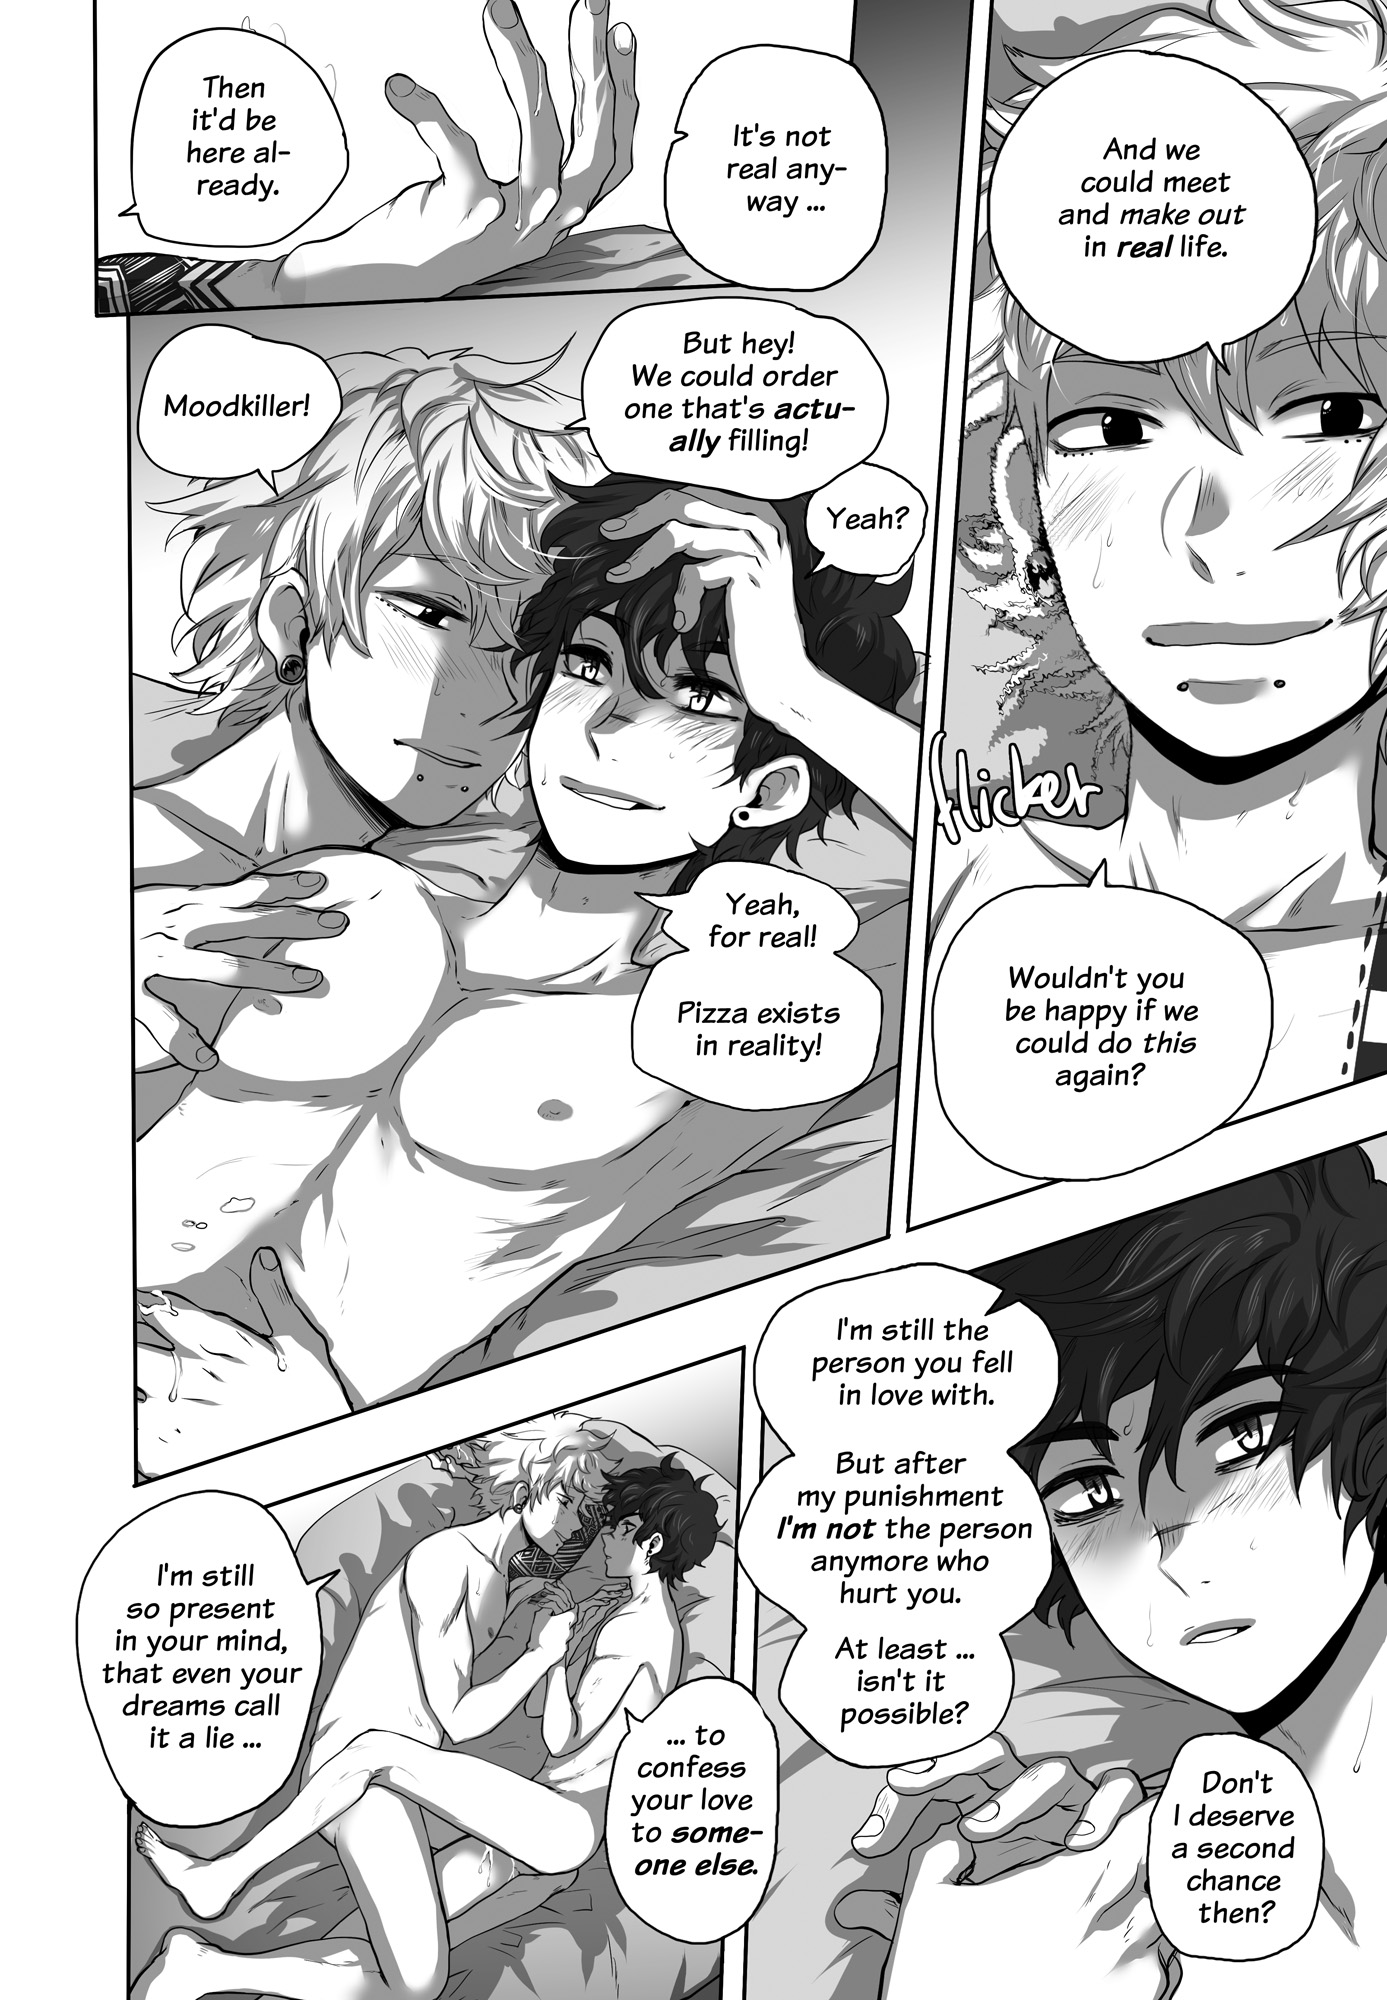 Then
it'd be
here al-
ready.
It's not
real any-
way ...
And we
could meet
and make out
in real life.
Moodkiller!
But hey!
We could order
one that's actu-
ally filling!
Yeah?
Yeah,
for real!
Pizza exists
in reality!
flicker
Wouldn't you
be happy if we
could do this
again?
I'm still the
person you fell
in love with.
But after
my punishment
I'm not the person
anymore who
hurt you.
At least ...
isn't it
possible?
Don't
I deserve
a second
chance
then?
I'm still
so present
in your mind,
that even your
dreams call
it a lie ...
... to
confess
your love
to some-
one else.